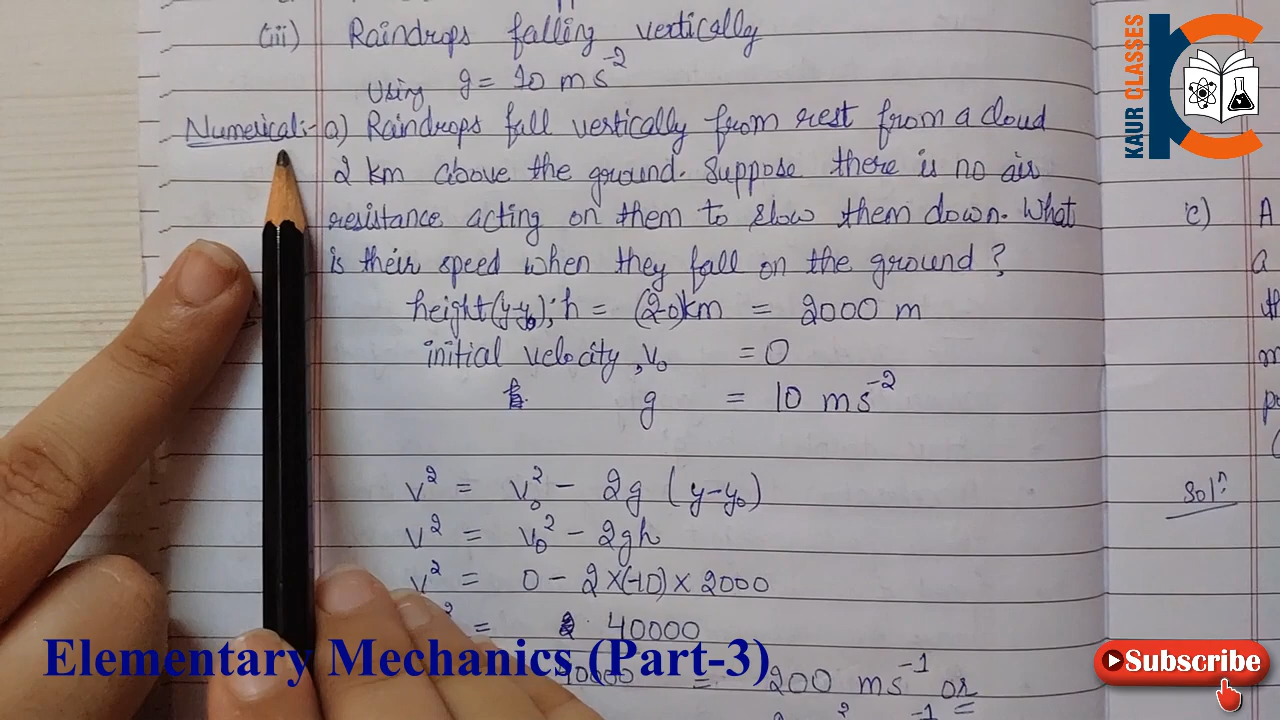 (iii) Raindrops falling vertically
Using g = 10 ms⁻²
Numerical:- a) Raindrops fall vertically from rest from a cloud
2 km above the ground. Suppose there is no air
resistance acting on them to slow them down. What
is their speed when they fall on the ground?
height (y-y₀); h = (2·0)km = 2000 m
initial velocity, v₀ = 0
g = 10 ms⁻²
v² = v₀² - 2g (y-y₀)
v² = v₀² - 2gh
v² = 0 - 2×(-10)×2000
² = 40000
40000 = 200 ms⁻¹ or
c) A
a
th
m
Solⁿ
KAUR CLASSES
Elementary Mechanics (Part-3)
Subscribe